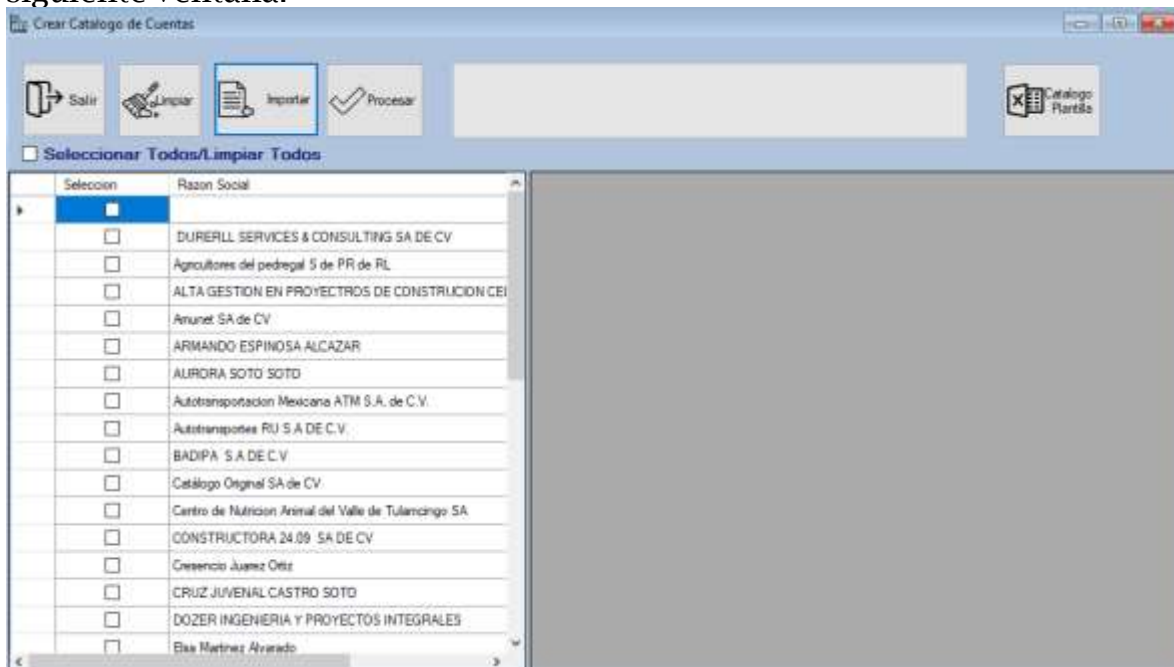 siguiente ventana:
Crear Catálogo de Cuentas
Salir Limpiar Importar Procesar Catalogo
Plantilla
Seleccionar Todos/Limpiar Todos
Seleccion Razon Social
DURERLL SERVICES & CONSULTING SA DE CV
Agricultores del pedregal S de PR de RL
ALTA GESTION EN PROYECTROS DE CONSTRUCION CEI
Amunet SA de CV
ARMANDO ESPINOSA ALCAZAR
AURORA SOTO SOTO
Autotransportacion Mexicana ATM S.A. de C.V.
Autotransportes RU S A DE C.V.
BADIPA S.A DE C.V
Catálogo Original SA de CV
Centro de Nutricion Animal del Valle de Tulancingo SA
CONSTRUCTORA 24.09 SA DE CV
Cresencio Juarez Ortiz
CRUZ JUVENAL CASTRO SOTO
DOZER INGENIERIA Y PROYECTOS INTEGRALES
Elsa Martinez Alvarado